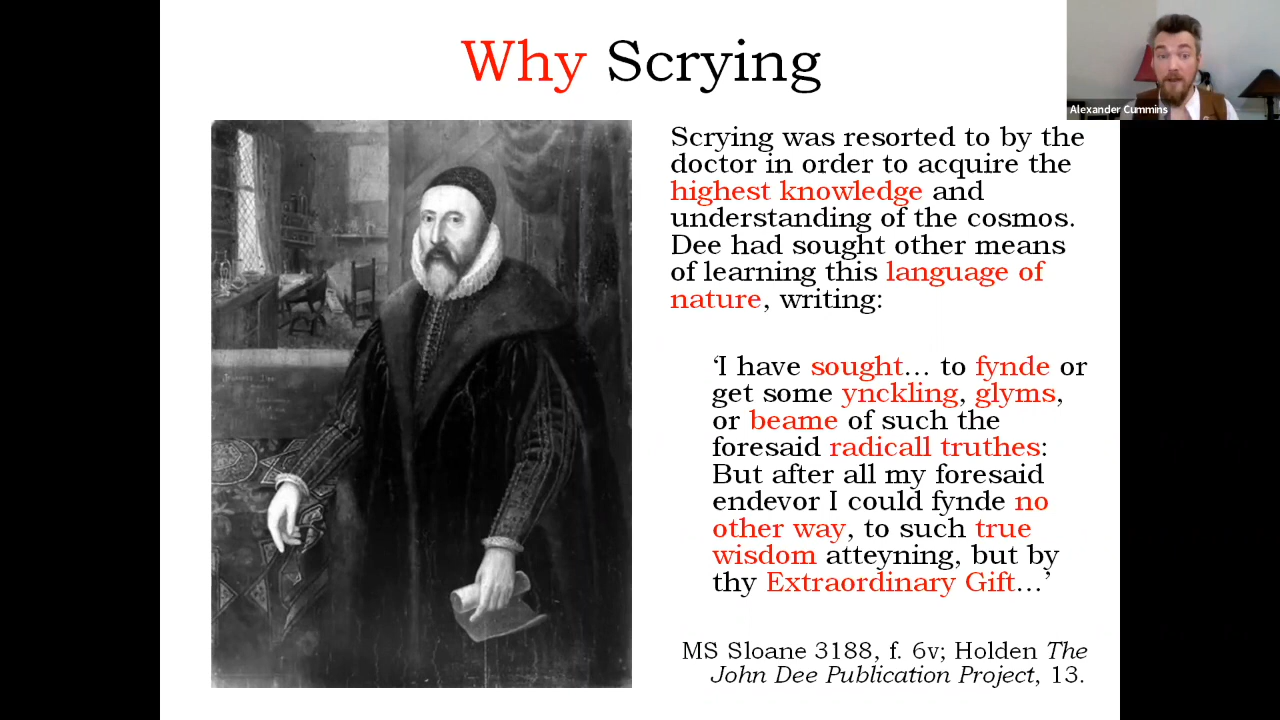 Why Scrying
Alexander Cummins
Scrying was resorted to by the
doctor in order to acquire the
highest knowledge and
understanding of the cosmos.
Dee had sought other means
of learning this language of
nature, writing:
‘I have sought… to fynde or
get some ynckling, glyms,
or beame of such the
foresaid radicall truthes:
But after all my foresaid
endevor I could fynde no
other way, to such true
wisdom atteyning, but by
thy Extraordinary Gift…’
MS Sloane 3188, f. 6v; Holden The
John Dee Publication Project, 13.